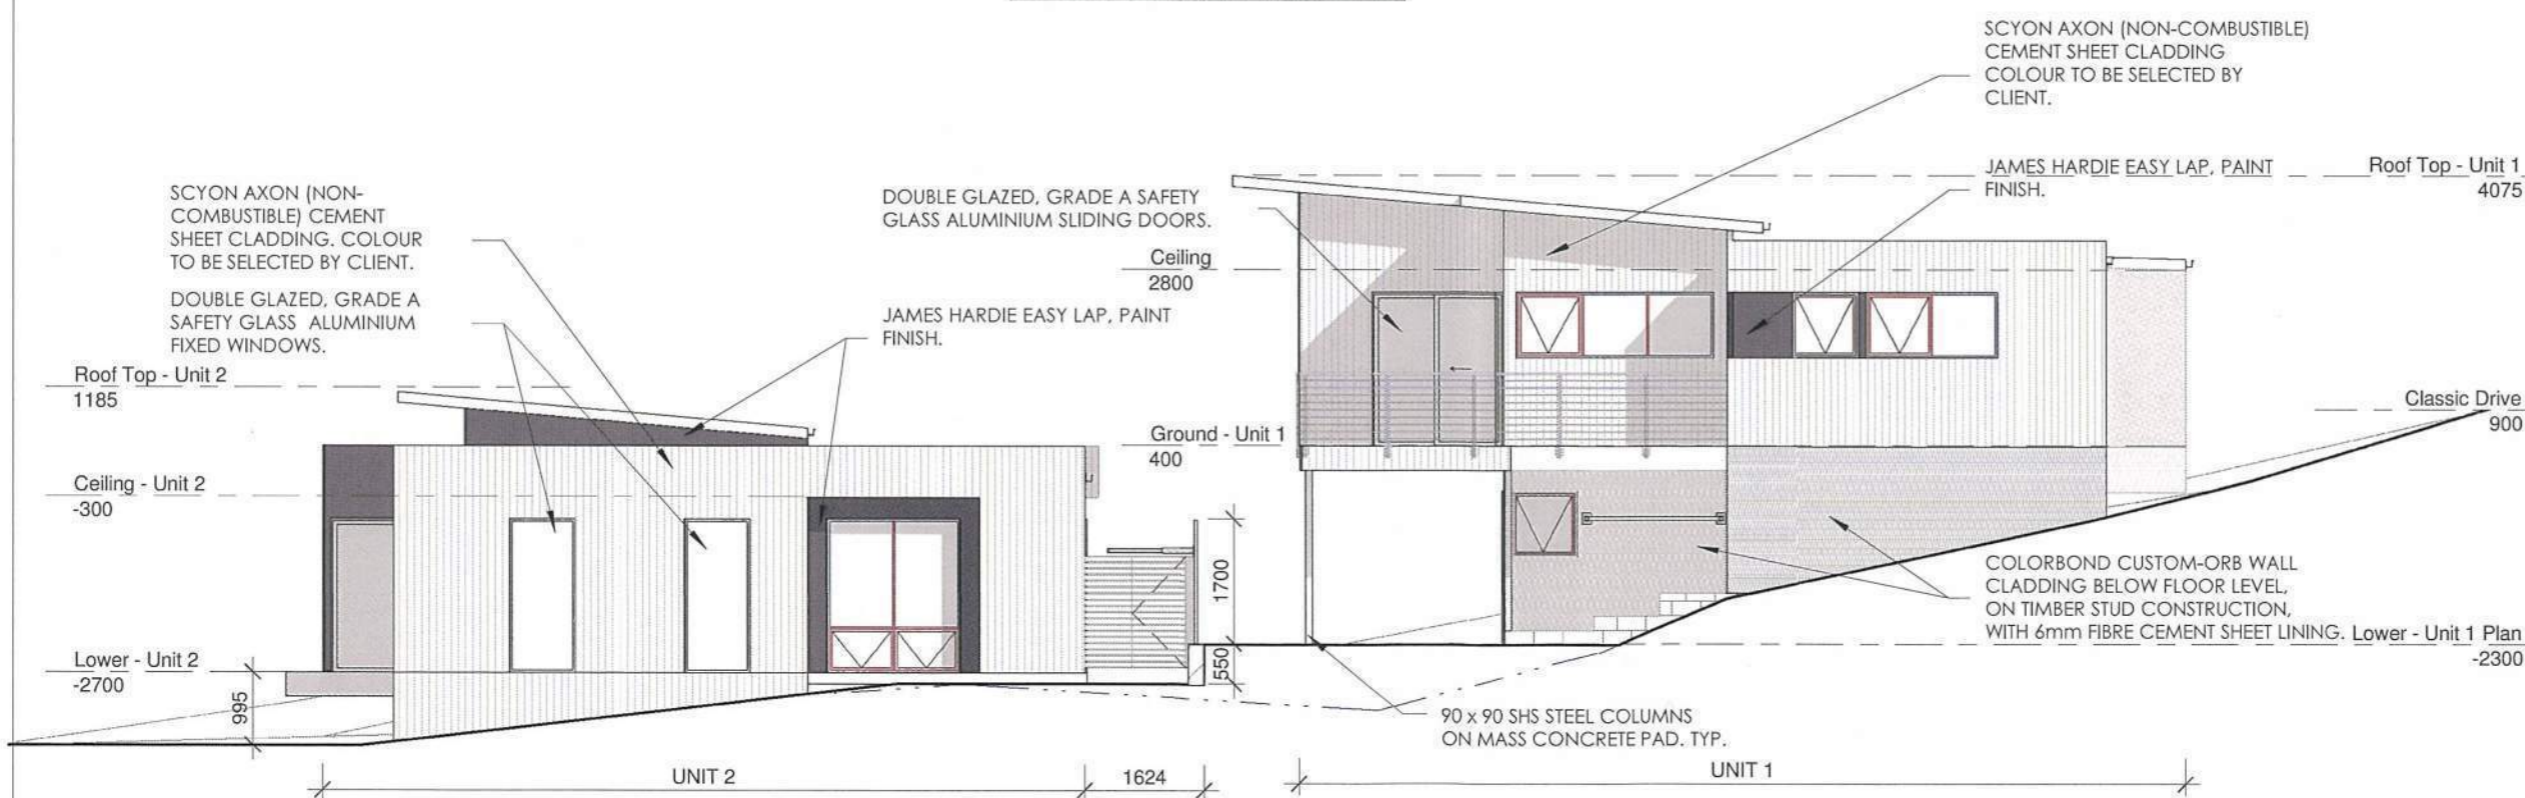 SCYON AXON (NON-COMBUSTIBLE)
CEMENT SHEET CLADDING
COLOUR TO BE SELECTED BY
CLIENT.
SCYON AXON (NON-
COMBUSTIBLE) CEMENT
SHEET CLADDING. COLOUR
TO BE SELECTED BY CLIENT.
DOUBLE GLAZED, GRADE A
SAFETY GLASS ALUMINIUM
FIXED WINDOWS.
DOUBLE GLAZED, GRADE A SAFETY
GLASS ALUMINIUM SLIDING DOORS.
JAMES HARDIE EASY LAP, PAINT
FINISH.
Roof Top - Unit 1
4075
Ceiling
2800
JAMES HARDIE EASY LAP, PAINT
FINISH.
Roof Top - Unit 2
1185
Classic Drive
900
Ground - Unit 1
400
Ceiling - Unit 2
-300
1700
COLORBOND CUSTOM-ORB WALL
CLADDING BELOW FLOOR LEVEL,
ON TIMBER STUD CONSTRUCTION,
WITH 6mm FIBRE CEMENT SHEET LINING.
Lower - Unit 1 Plan
-2300
Lower - Unit 2
-2700
995
550
90 x 90 SHS STEEL COLUMNS
ON MASS CONCRETE PAD. TYP.
UNIT 2
1624
UNIT 1